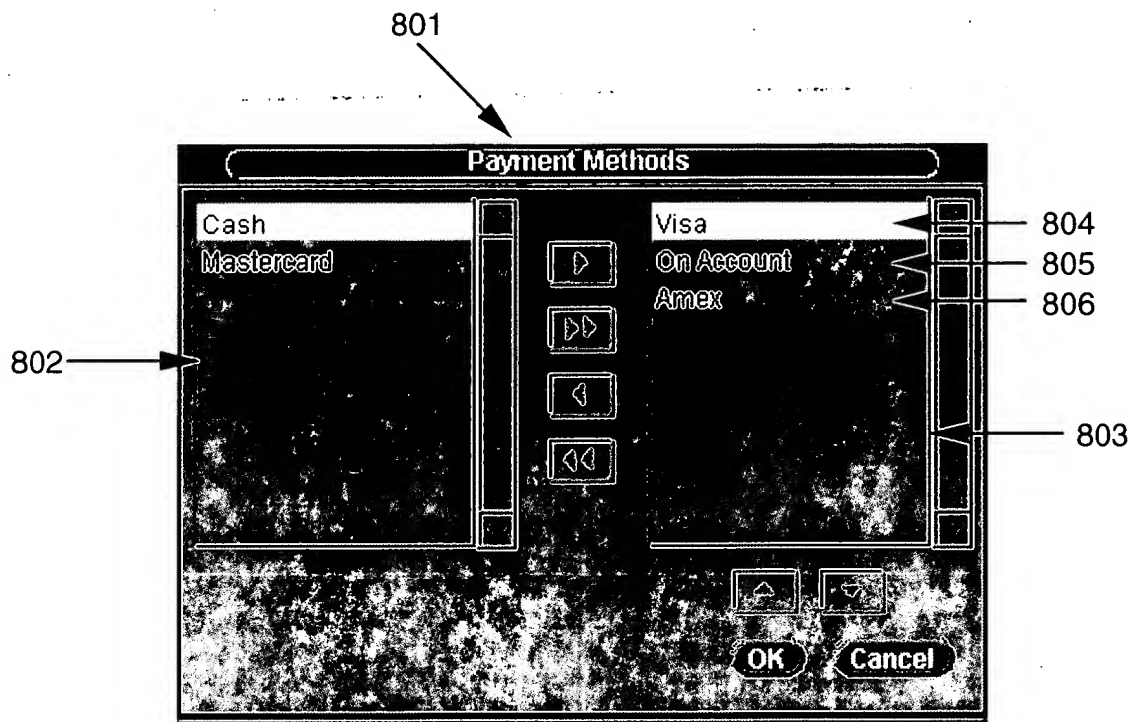 801
Payment Methods
Cash
Mastercard
Visa
On Account
Amex
804
805
806
802
803
OK
Cancel